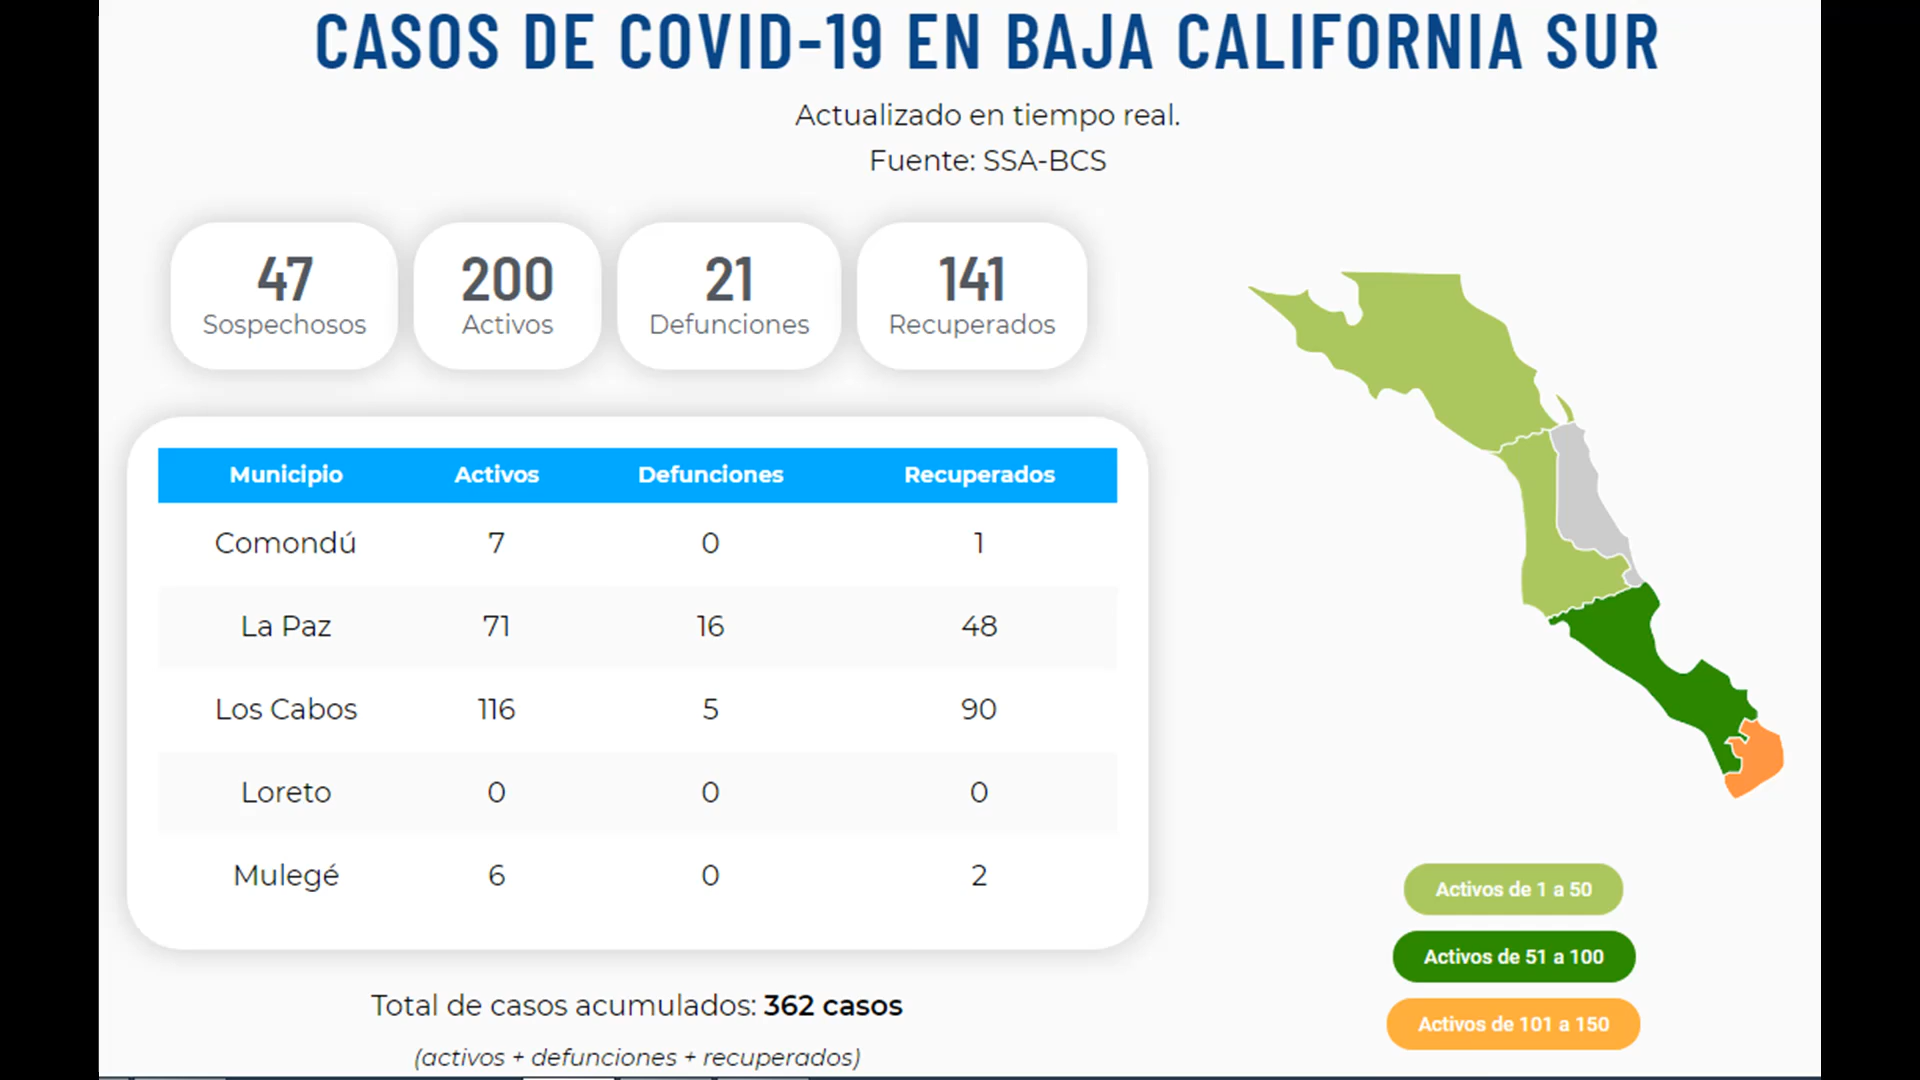 CASOS DE COVID-19 EN BAJA CALIFORNIA SUR
Actualizado en tiempo real.
Fuente: SSA-BCS
47
Sospechosos
200
Activos
21
Defunciones
141
Recuperados
Municipio Activos Defunciones Recuperados
Comondú 7 0 1
La Paz 71 16 48
Los Cabos 116 5 90
Loreto 0 0 0
Mulegé 6 0 2
Total de casos acumulados: 362 casos
(activos + defunciones + recuperados)
Activos de 1 a 50
Activos de 51 a 100
Activos de 101 a 150